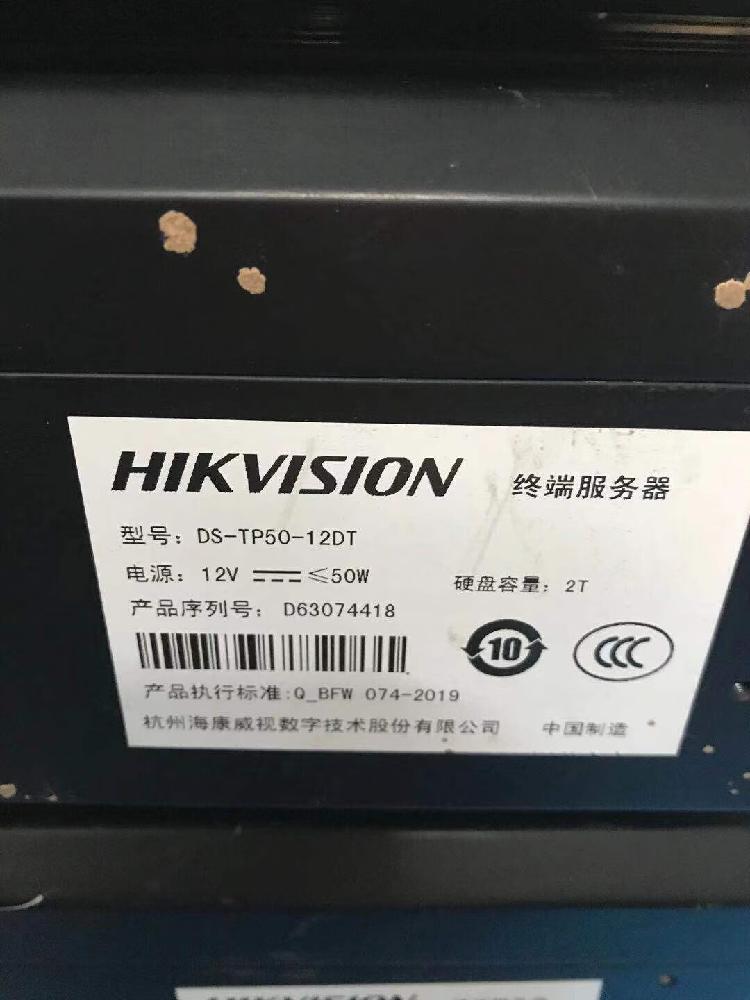 HIKVISION 终端服务器
型号：DS-TP50-12DT
电源：12V ⎓ ≤50W
硬盘容量：2T
产品序列号：D63074418
10 CCC
产品执行标准:Q_BFW 074-2019
杭州海康威视数字技术股份有限公司 中国制造
HIKVISION